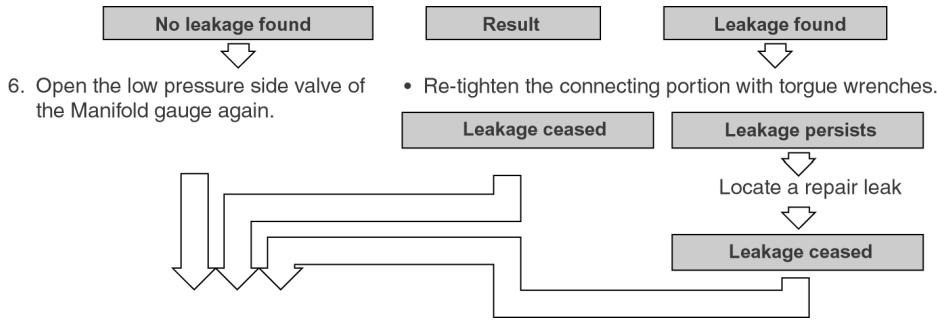 No leakage found
Result
Leakage found
6. Open the low pressure side valve of
the Manifold gauge again.
• Re-tighten the connecting portion with torgue wrenches.
Leakage ceased
Leakage persists
Locate a repair leak
Leakage ceased